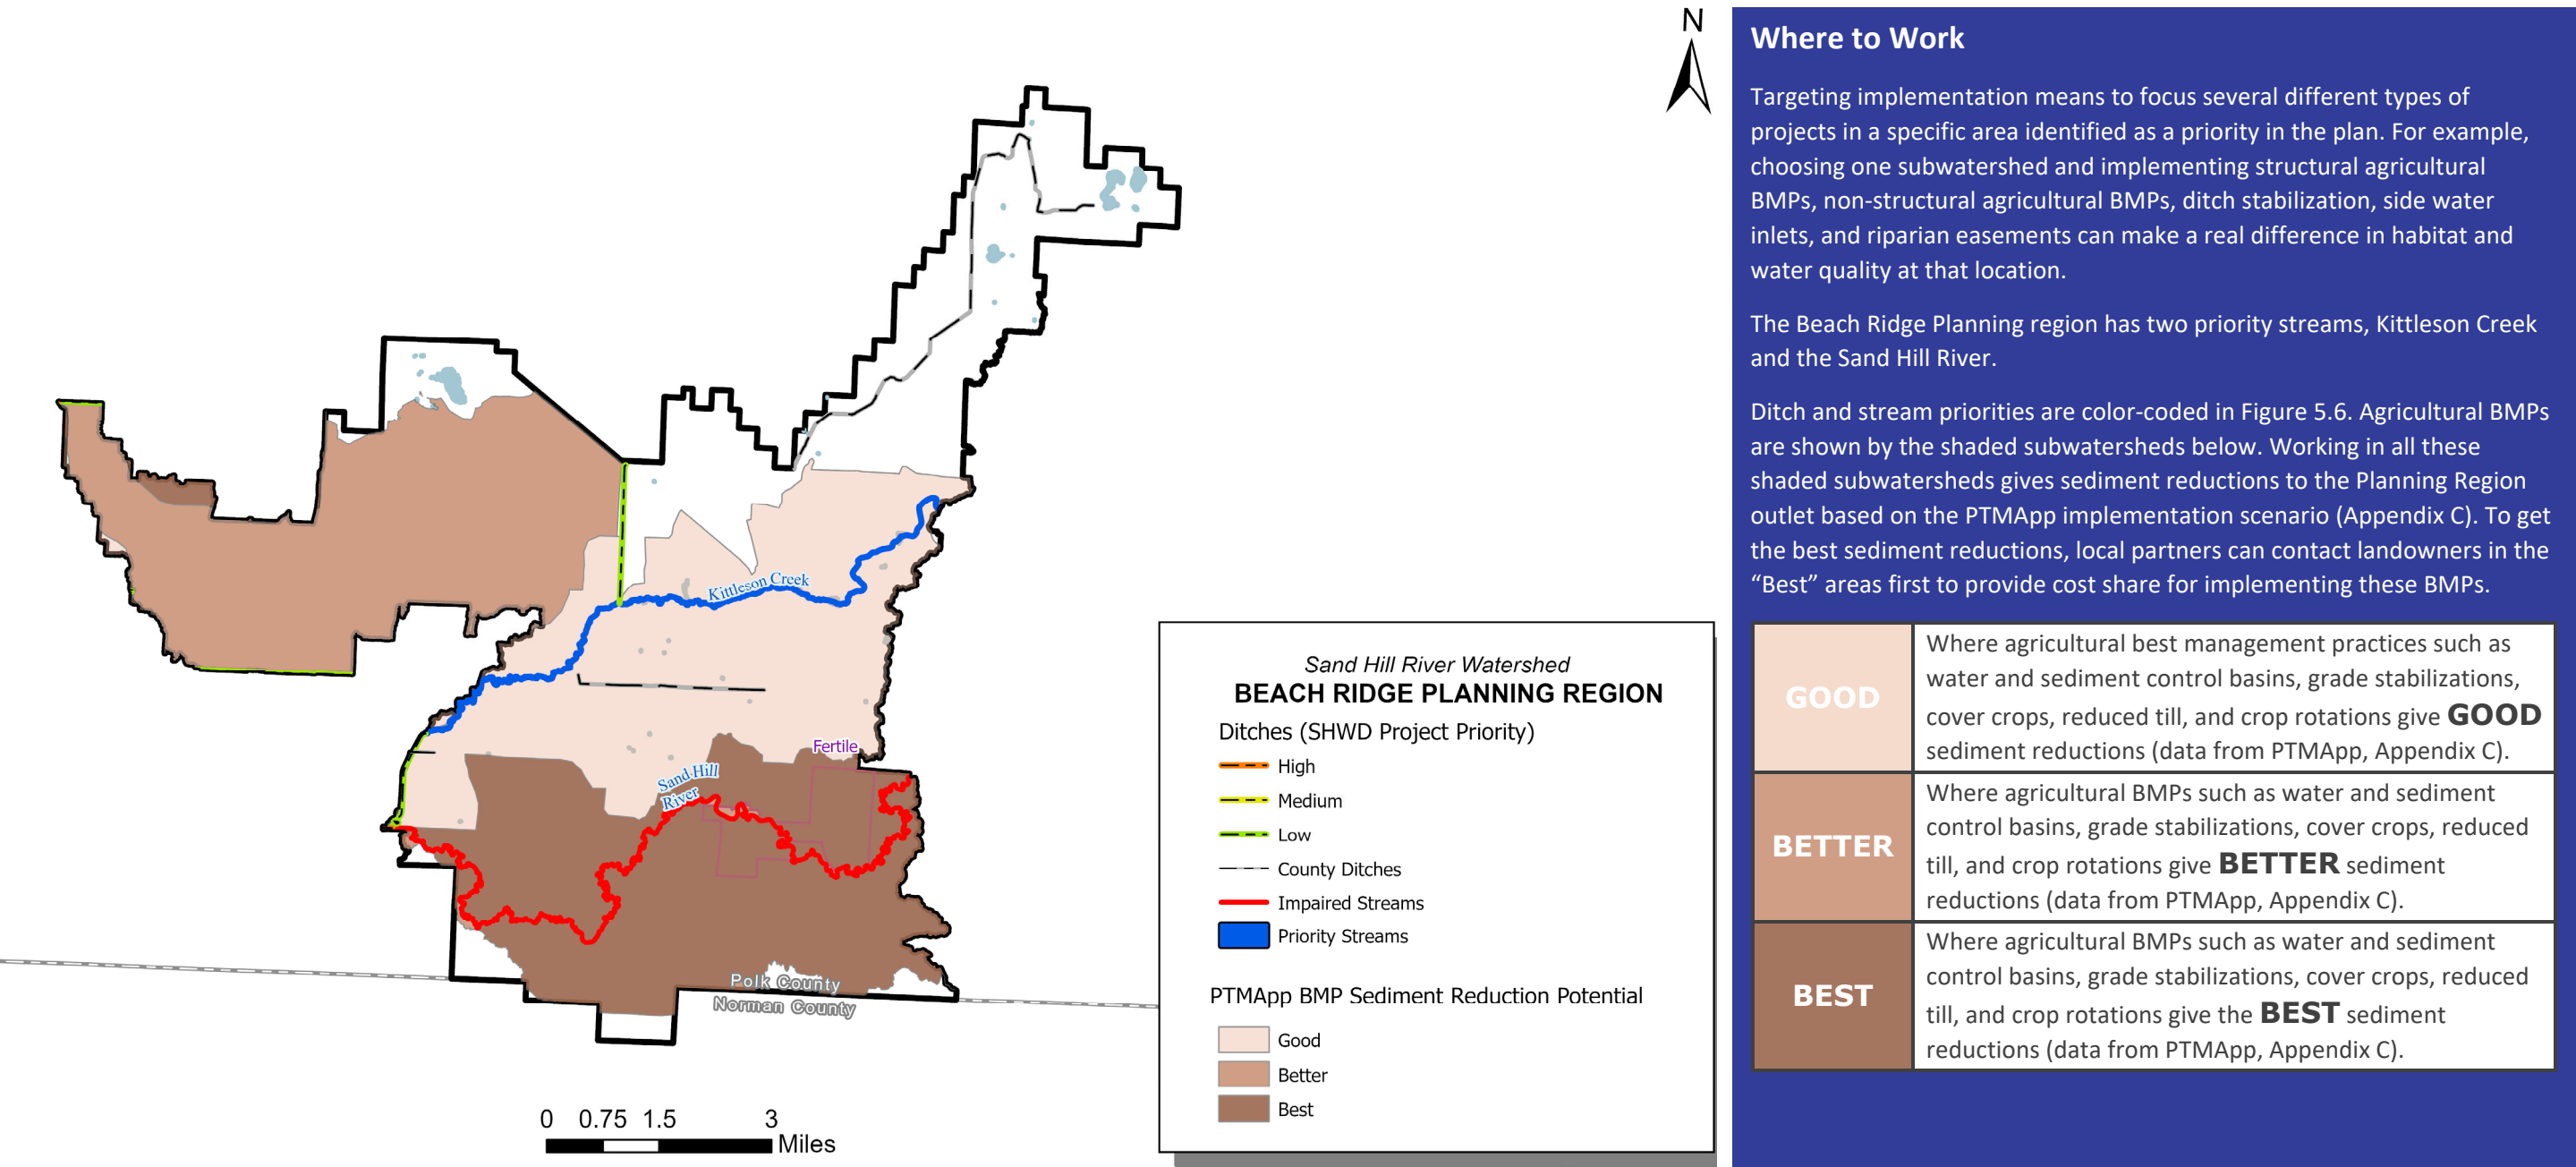 N
Kittleson Creek
Fertile
Sand Hill
River
Polk County
Norman County
0 0.75 1.5 3
Miles
Sand Hill River Watershed
BEACH RIDGE PLANNING REGION
Ditches (SHWD Project Priority)
High
Medium
Low
County Ditches
Impaired Streams
Priority Streams
PTMApp BMP Sediment Reduction Potential
Good
Better
Best
Where to Work
Targeting implementation means to focus several different types of
projects in a specific area identified as a priority in the plan. For example,
choosing one subwatershed and implementing structural agricultural
BMPs, non-structural agricultural BMPs, ditch stabilization, side water
inlets, and riparian easements can make a real difference in habitat and
water quality at that location.
The Beach Ridge Planning region has two priority streams, Kittleson Creek
and the Sand Hill River.
Ditch and stream priorities are color-coded in Figure 5.6. Agricultural BMPs
are shown by the shaded subwatersheds below. Working in all these
shaded subwatersheds gives sediment reductions to the Planning Region
outlet based on the PTMApp implementation scenario (Appendix C). To get
the best sediment reductions, local partners can contact landowners in the
“Best” areas first to provide cost share for implementing these BMPs.
GOOD
Where agricultural best management practices such as
water and sediment control basins, grade stabilizations,
cover crops, reduced till, and crop rotations give GOOD
sediment reductions (data from PTMApp, Appendix C).
BETTER
Where agricultural BMPs such as water and sediment
control basins, grade stabilizations, cover crops, reduced
till, and crop rotations give BETTER sediment
reductions (data from PTMApp, Appendix C).
BEST
Where agricultural BMPs such as water and sediment
control basins, grade stabilizations, cover crops, reduced
till, and crop rotations give the BEST sediment
reductions (data from PTMApp, Appendix C).